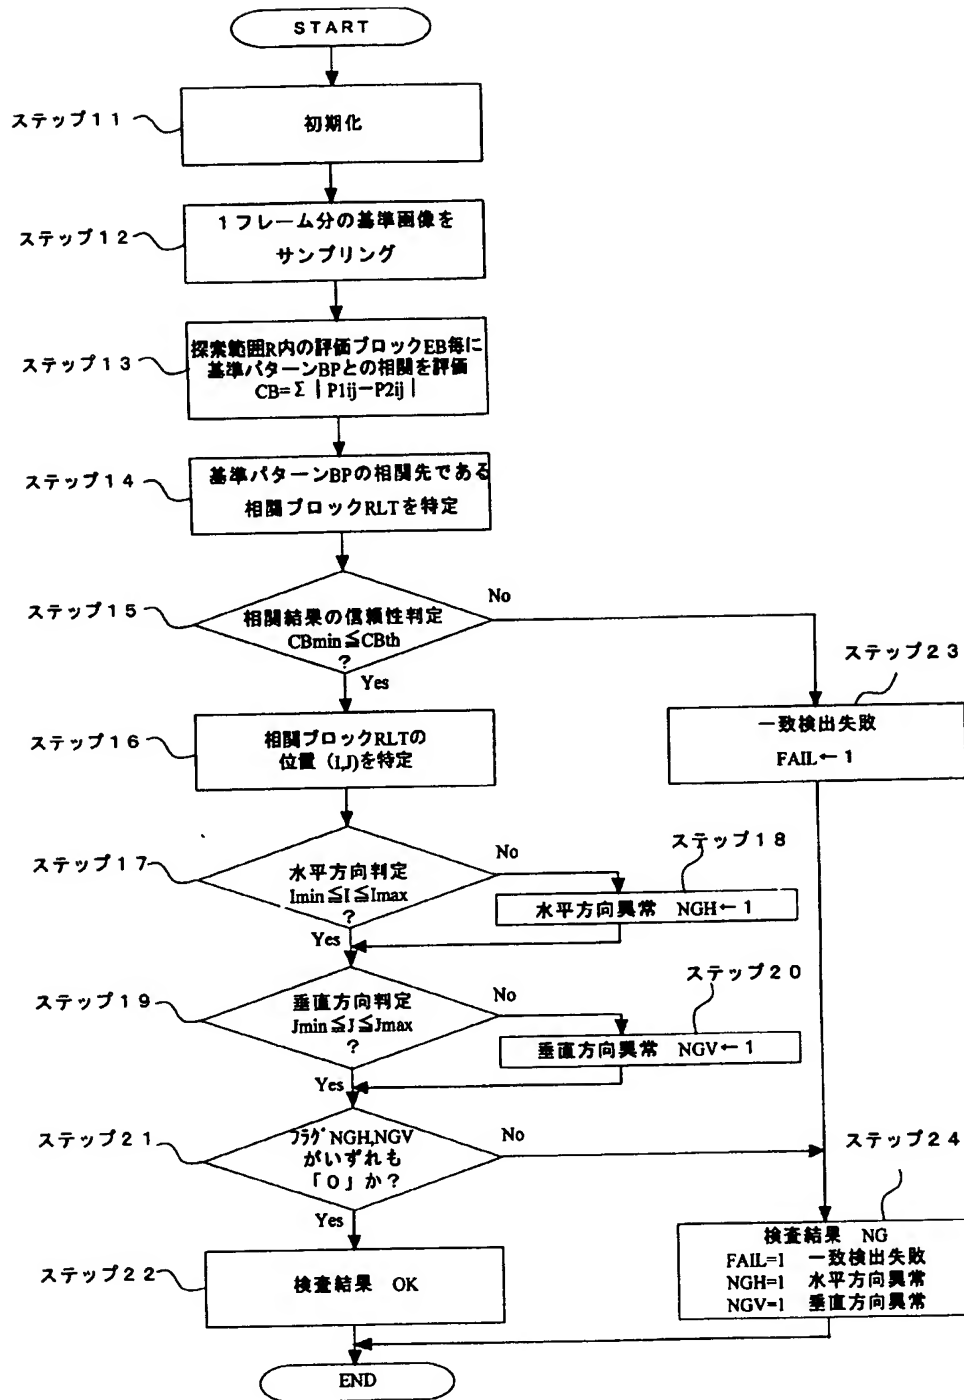 START
ステップ11
初期化
ステップ12
1フレーム分の基準画像を
サンプリング
ステップ13
探索範囲R内の評価ブロックEB毎に
基準パターンBPとの相関を評価
CB=Σ|P1ij−P2ij|
ステップ14
基準パターンBPの相関先である
相関ブロックRLTを特定
ステップ15
相関結果の信頼性判定
CBmin≦CBth
?
No
Yes
ステップ23
一致検出失敗
FAIL←1
ステップ16
相関ブロックRLTの
位置(I,J)を特定
ステップ17
水平方向判定
Imin≦I≦Imax
?
No
Yes
ステップ18
水平方向異常 NGH←1
ステップ19
垂直方向判定
Jmin≦J≦Jmax
?
No
Yes
ステップ20
垂直方向異常 NGV←1
ステップ21
フラグNGH,NGV
がいずれも
「0」か?
No
Yes
ステップ24
検査結果 NG
FAIL=1 一致検出失敗
NGH=1 水平方向異常
NGV=1 垂直方向異常
ステップ22
検査結果 OK
END